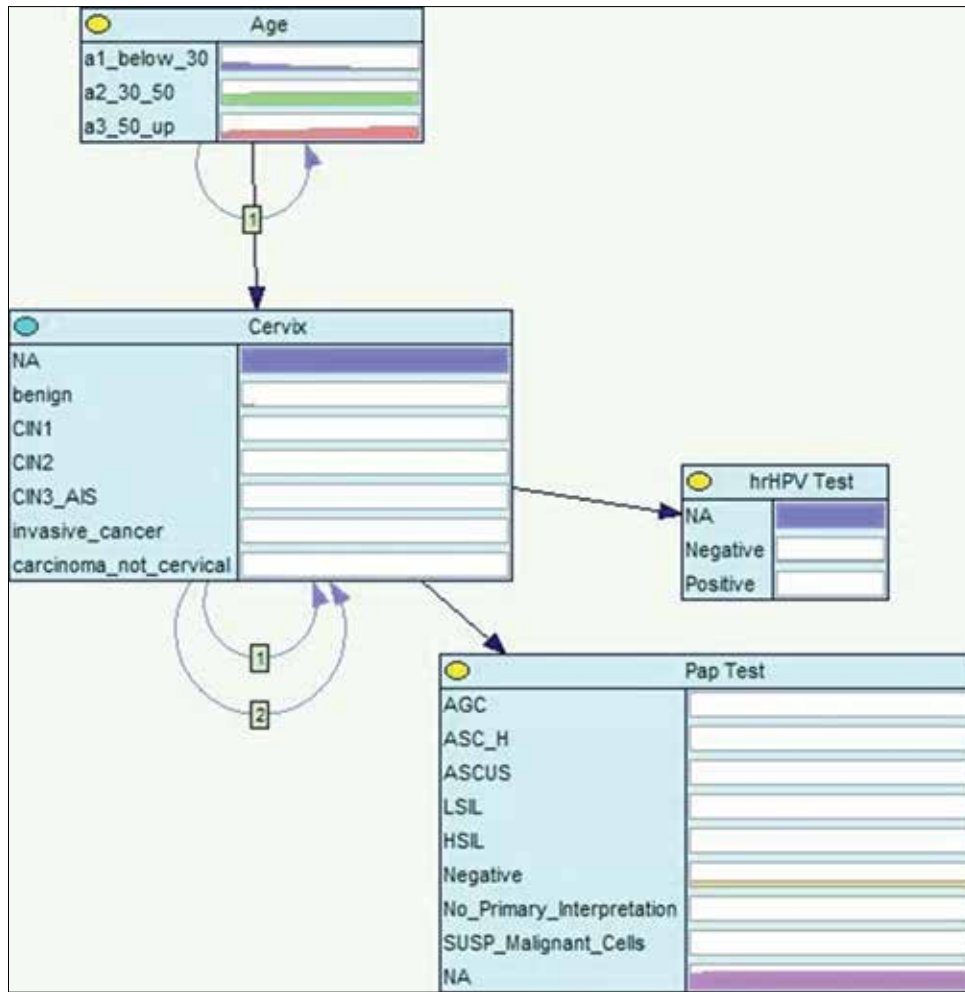 Age
a1_below_30
a2_30_50
a3_50_up
1
Cervix
NA
benign
CIN1
CIN2
CIN3_AIS
invasive_cancer
carcinoma_not_cervical
hrHPV Test
NA
Negative
Positive
1
2
Pap Test
AGC
ASC_H
ASCUS
LSIL
HSIL
Negative
No_Primary_Interpretation
SUSP_Malignant_Cells
NA